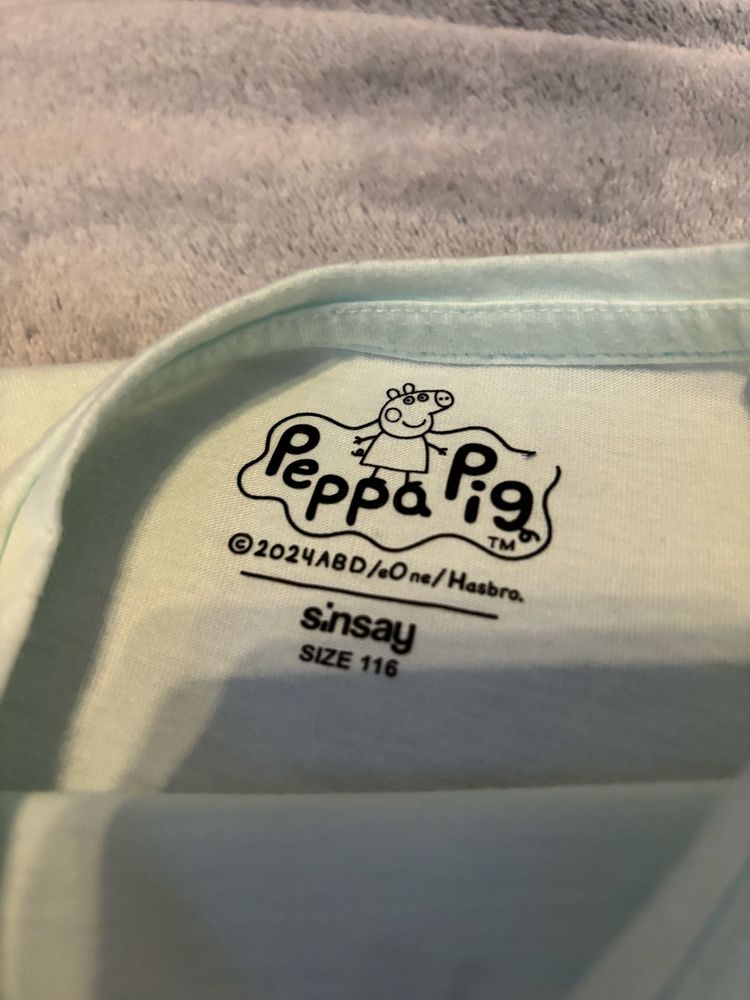 Peppa Pig
TM
©2024ABD/eOne/Hasbro.
sinsay
SIZE 116